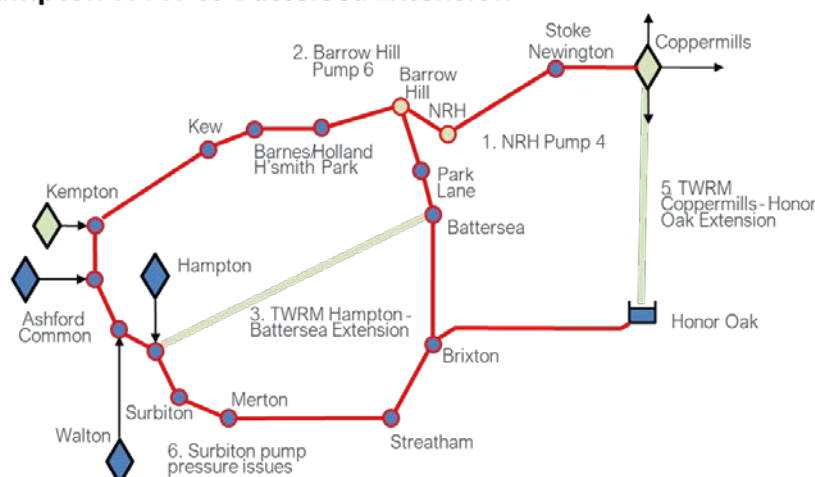 2. Barrow Hill
Pump 6
Stoke
Newington
Coppermills
Barrow
Hill
NRH
Kew
1. NRH Pump 4
Barnes/Holland
H'smith Park
Park
Lane
Kempton
5. TWRM
Coppermills - Honor
Oak Extension
Battersea
Hampton
Ashford
Common
3. TWRM Hampton -
Battersea Extension
Honor Oak
Brixton
Surbiton
Merton
Walton
Streatham
6. Surbiton pump
pressure issues